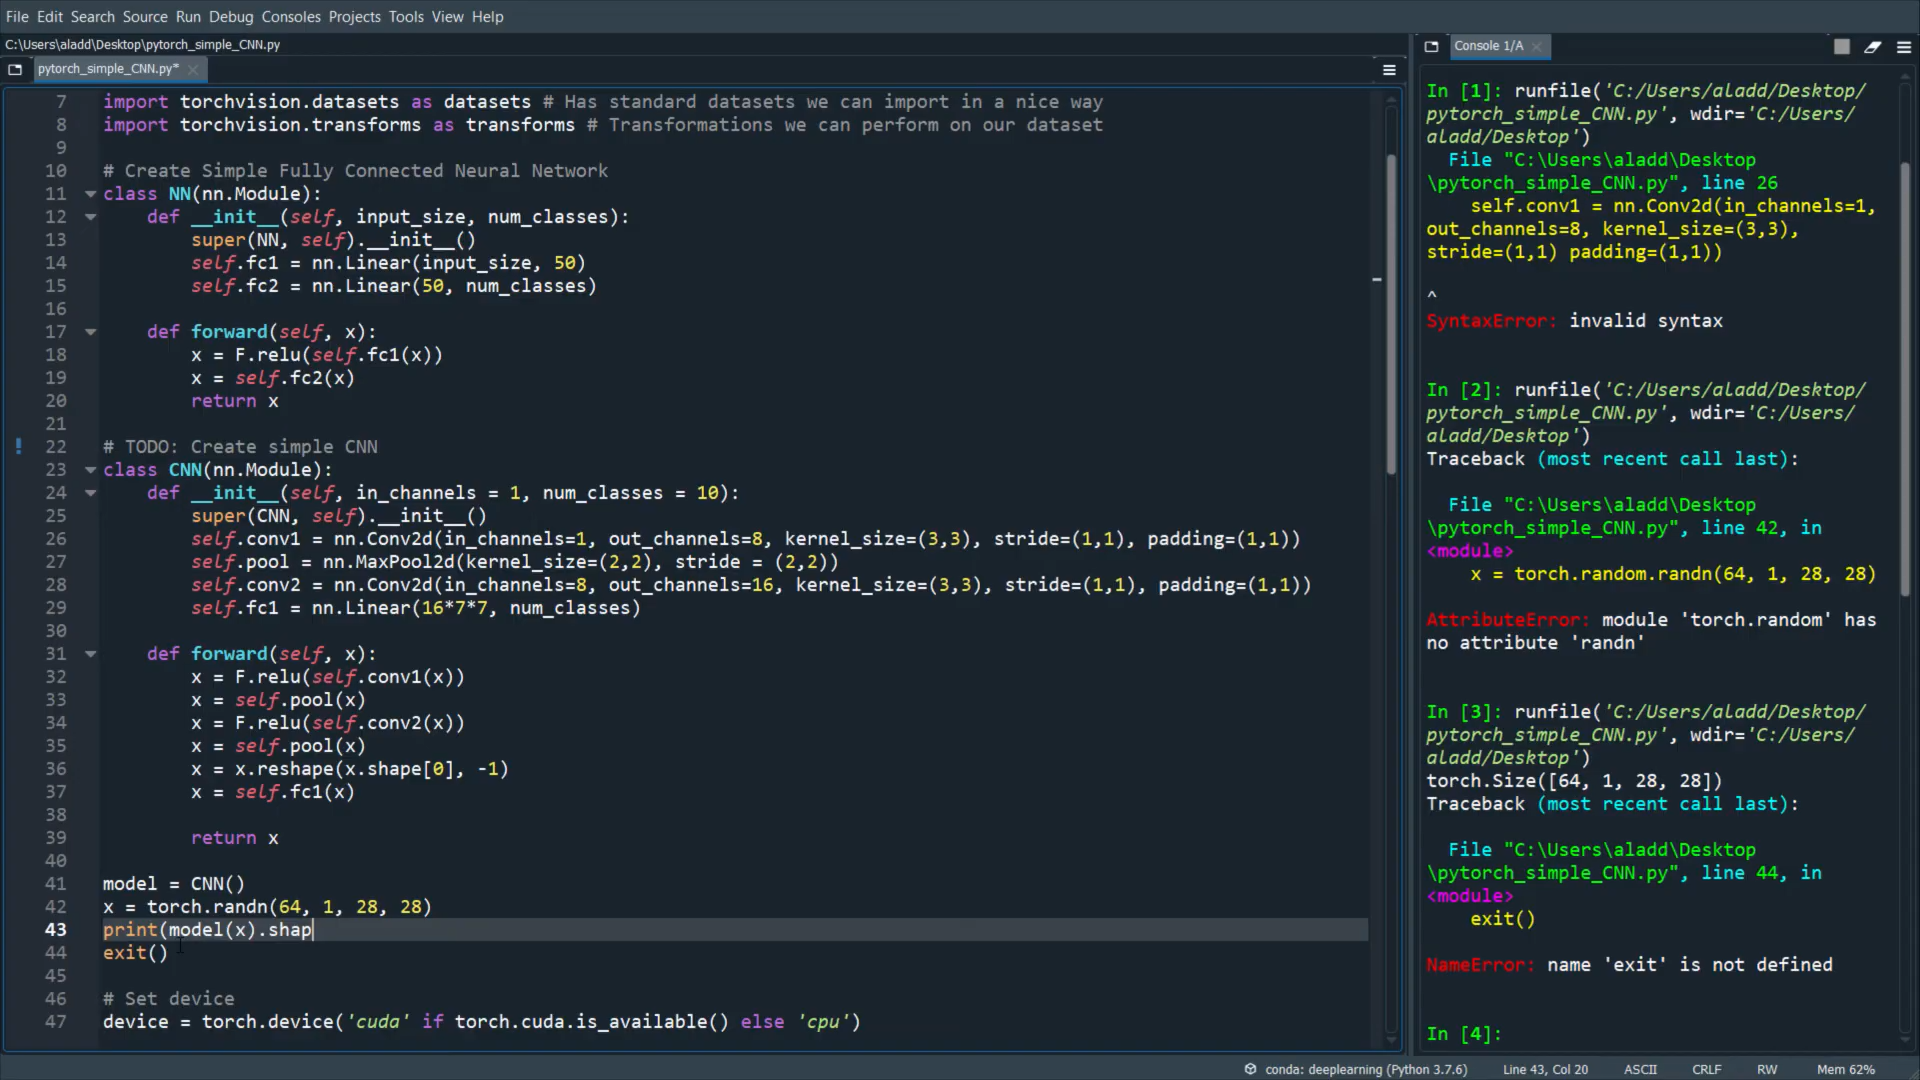 File Edit Search Source Run Debug Consoles Projects Tools View Help
C:\Users\aladd\Desktop\pytorch_simple_CNN.py
pytorch_simple_CNN.py*
7 import torchvision.datasets as datasets # Has standard datasets we can import in a nice way
8 import torchvision.transforms as transforms # Transformations we can perform on our dataset
9
10 # Create Simple Fully Connected Neural Network
11 class NN(nn.Module):
12     def __init__(self, input_size, num_classes):
13         super(NN, self).__init__()
14         self.fc1 = nn.Linear(input_size, 50)
15         self.fc2 = nn.Linear(50, num_classes)
16
17     def forward(self, x):
18         x = F.relu(self.fc1(x))
19         x = self.fc2(x)
20         return x
21
22 # TODO: Create simple CNN
23 class CNN(nn.Module):
24     def __init__(self, in_channels = 1, num_classes = 10):
25         super(CNN, self).__init__()
26         self.conv1 = nn.Conv2d(in_channels=1, out_channels=8, kernel_size=(3,3), stride=(1,1), padding=(1,1))
27         self.pool = nn.MaxPool2d(kernel_size=(2,2), stride = (2,2))
28         self.conv2 = nn.Conv2d(in_channels=8, out_channels=16, kernel_size=(3,3), stride=(1,1), padding=(1,1))
29         self.fc1 = nn.Linear(16*7*7, num_classes)
30
31     def forward(self, x):
32         x = F.relu(self.conv1(x))
33         x = self.pool(x)
34         x = F.relu(self.conv2(x))
35         x = self.pool(x)
36         x = x.reshape(x.shape[0], -1)
37         x = self.fc1(x)
38
39         return x
40
41 model = CNN()
42 x = torch.randn(64, 1, 28, 28)
43 print(model(x).shap
44 exit()
45
46 # Set device
47 device = torch.device('cuda' if torch.cuda.is_available() else 'cpu')
Console 1/A
In [1]: runfile('C:/Users/aladd/Desktop/
pytorch_simple_CNN.py', wdir='C:/Users/
aladd/Desktop')
  File "C:\Users\aladd\Desktop
\pytorch_simple_CNN.py", line 26
    self.conv1 = nn.Conv2d(in_channels=1,
out_channels=8, kernel_size=(3,3),
stride=(1,1) padding=(1,1))
^
SyntaxError: invalid syntax
In [2]: runfile('C:/Users/aladd/Desktop/
pytorch_simple_CNN.py', wdir='C:/Users/
aladd/Desktop')
Traceback (most recent call last):
  File "C:\Users\aladd\Desktop
\pytorch_simple_CNN.py", line 42, in
<module>
    x = torch.random.randn(64, 1, 28, 28)
AttributeError: module 'torch.random' has
no attribute 'randn'
In [3]: runfile('C:/Users/aladd/Desktop/
pytorch_simple_CNN.py', wdir='C:/Users/
aladd/Desktop')
torch.Size([64, 1, 28, 28])
Traceback (most recent call last):
  File "C:\Users\aladd\Desktop
\pytorch_simple_CNN.py", line 44, in
<module>
    exit()
NameError: name 'exit' is not defined
In [4]:
conda: deeplearning (Python 3.7.6) Line 43, Col 20 ASCII CRLF RW Mem 62%